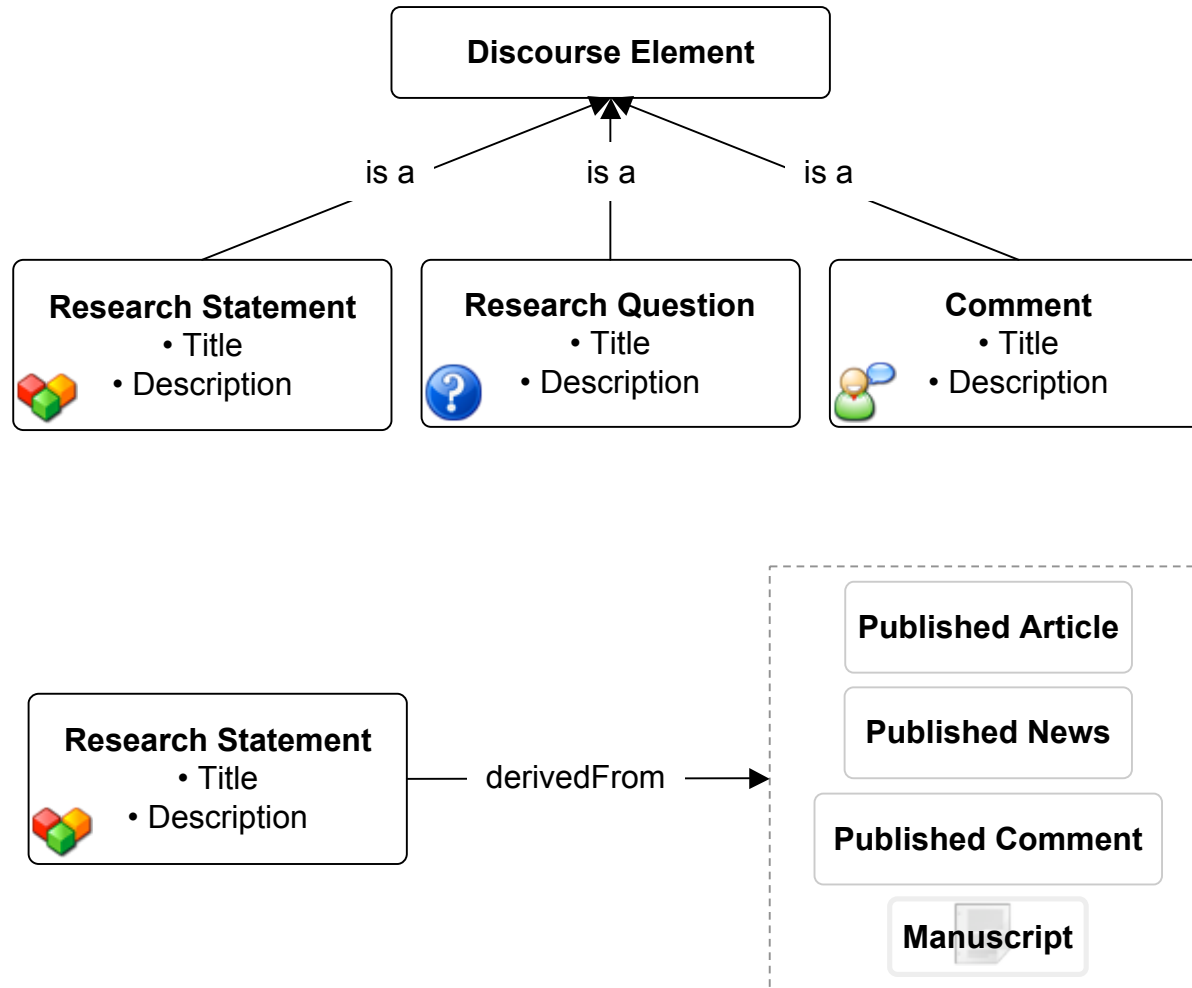 Discourse Element
is a
is a
is a
Research Statement
• Title
• Description
Research Question
• Title
• Description
Comment
• Title
• Description
Published Article
Published News
Research Statement
• Title
• Description
derivedFrom
Published Comment
Manuscript